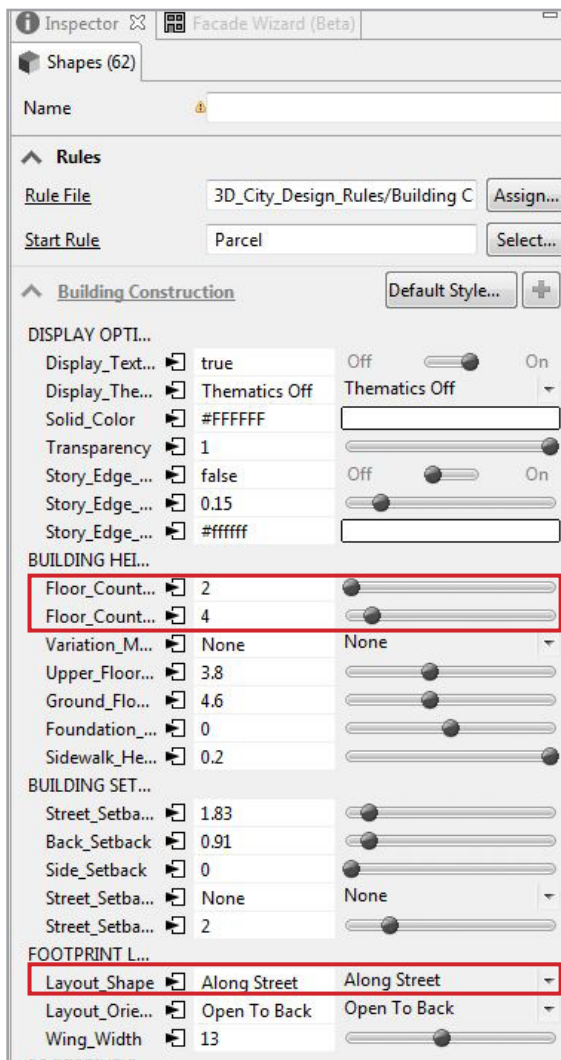 Inspector Facade Wizard (Beta)
Shapes (62)
Name
Rules
Rule File 3D_City_Design_Rules/Building C Assign...
Start Rule Parcel Select...
Building Construction Default Style...
DISPLAY OPTI...
Display_Text... true Off On
Display_The... Thematics Off Thematics Off
Solid_Color #FFFFFF
Transparency 1
Story_Edge_... false Off On
Story_Edge_... 0.15
Story_Edge_... #ffffff
BUILDING HEI...
Floor_Count... 2
Floor_Count... 4
Variation_M... None None
Upper_Floor... 3.8
Ground_Flo... 4.6
Foundation_... 0
Sidewalk_He... 0.2
BUILDING SET...
Street_Setba... 1.83
Back_Setback 0.91
Side_Setback 0
Street_Setba... None None
Street_Setba... 2
FOOTPRINT L...
Layout_Shape Along Street Along Street
Layout_Orie... Open To Back Open To Back
Wing_Width 13